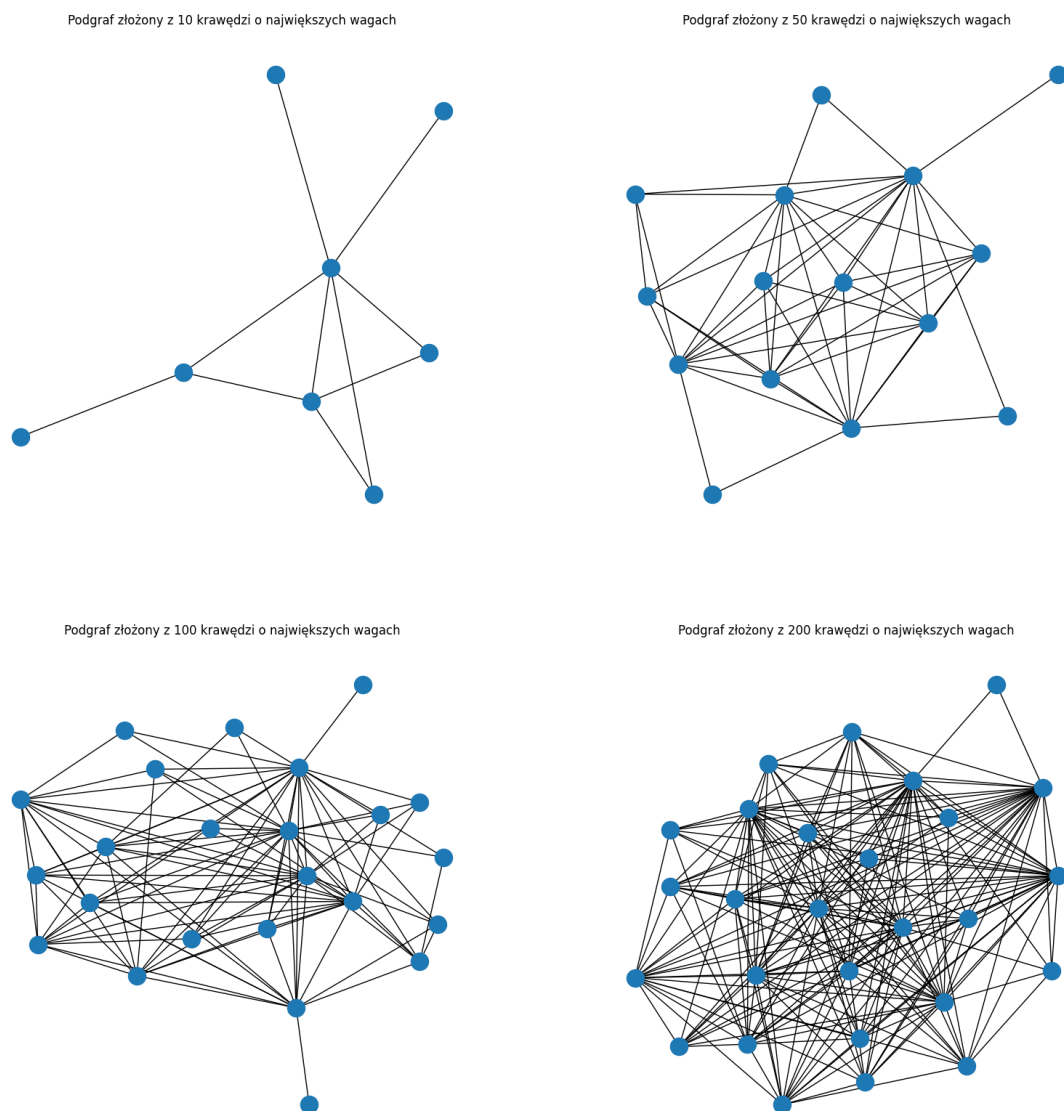 Podgraf złożony z 10 krawędzi o największych wagach
Podgraf złożony z 50 krawędzi o największych wagach
Podgraf złożony z 100 krawędzi o największych wagach
Podgraf złożony z 200 krawędzi o największych wagach